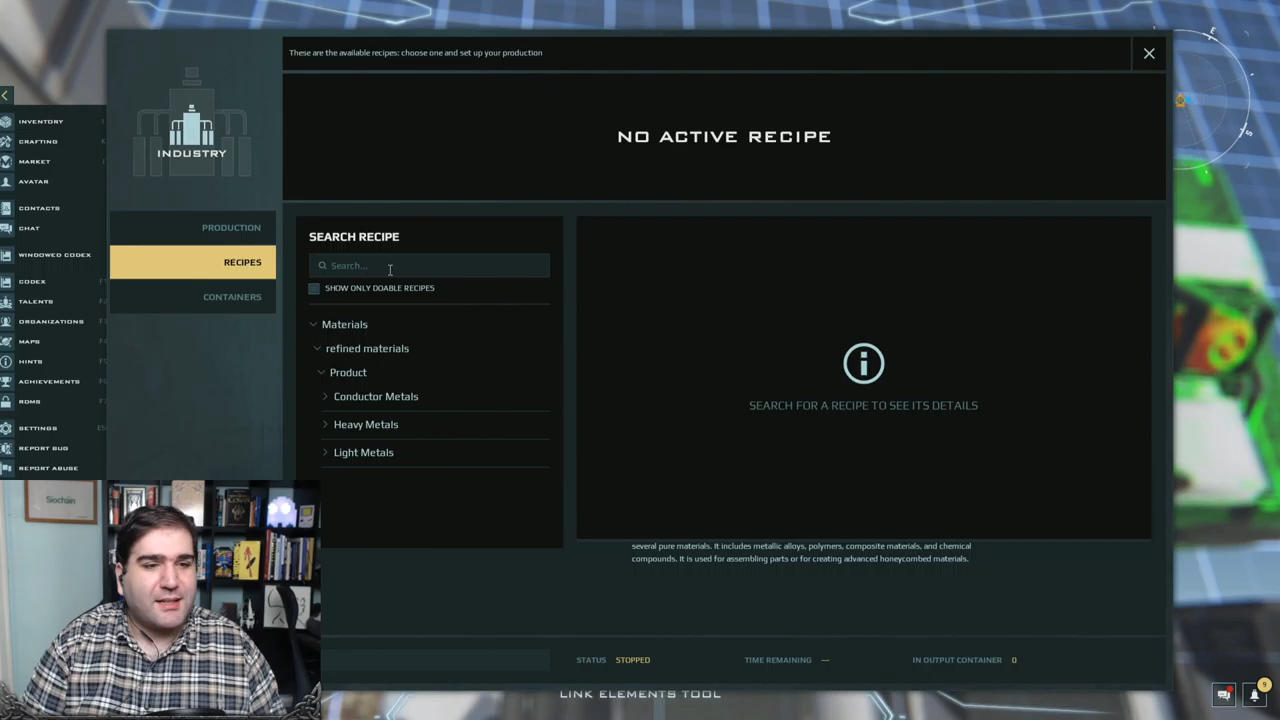 These are the available recipes: choose one and set up your production
NO ACTIVE RECIPE
INDUSTRY
PRODUCTION
RECIPES
CONTAINERS
INVENTORY I
CRAFTING K
MARKET
AVATAR
CONTACTS
CHAT
WINDOWED CODEX
CODEX
TALENTS
ORGANIZATIONS
MAPS
HINTS
ACHIEVEMENTS
RDMS
SETTINGS
REPORT BUG
REPORT ABUSE
SEARCH RECIPE
Search...
SHOW ONLY DOABLE RECIPES
Materials
refined materials
Product
Conductor Metals
Heavy Metals
Light Metals
SEARCH FOR A RECIPE TO SEE ITS DETAILS
several pure materials. It includes metallic alloys, polymers, composite materials, and chemical
compounds. It is used for assembling parts or for creating advanced honeycombed materials.
STATUS STOPPED
TIME REMAINING —
IN OUTPUT CONTAINER 0
LINK ELEMENTS TOOL
E
S
9
Siochain
CONAN